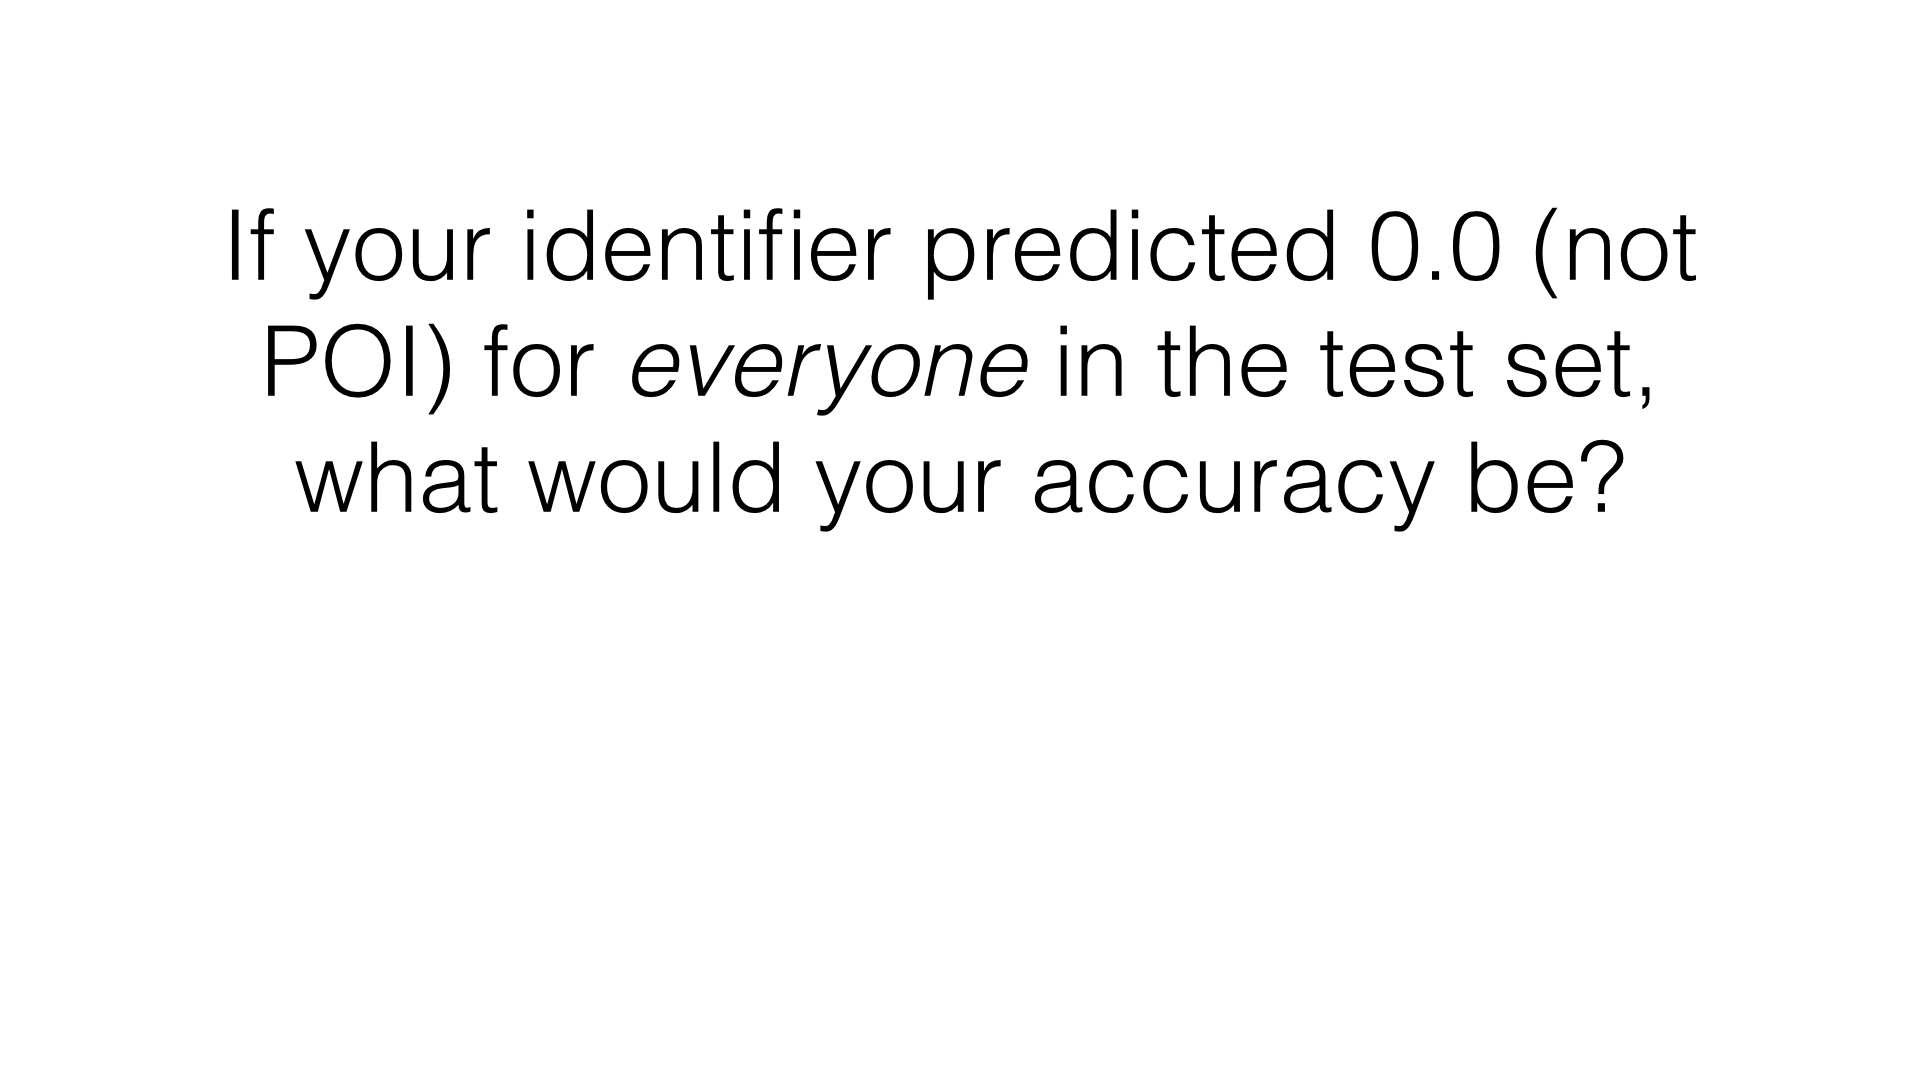 If your identifier predicted 0.0 (not
POI) for everyone in the test set,
what would your accuracy be?